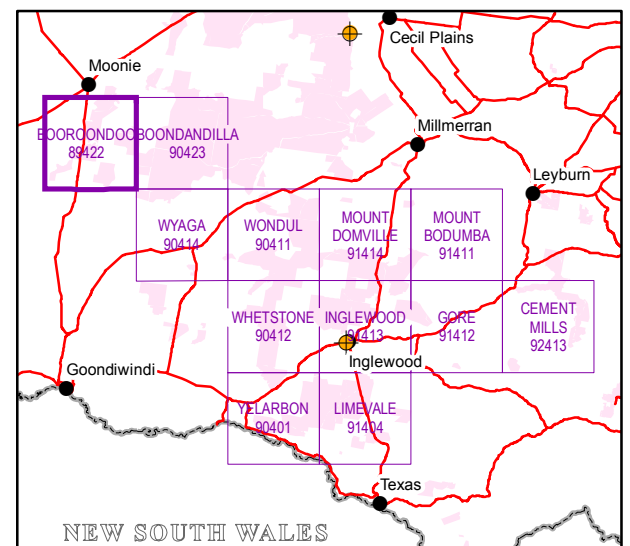 Cecil Plains
Moonie
BOOROONDOO
89422
BOONDANDILLA
90423
Millmerran
Leyburn
WYAGA
90414
WONDUL
90411
MOUNT
DOMVILLE
91414
MOUNT
BODUMBA
91411
WHETSTONE
90412
INGLEWOOD
91413
GORE
91412
CEMENT
MILLS
92413
Inglewood
Goondiwindi
YELARBON
90401
LIMEVALE
91404
Texas
NEW SOUTH WALES